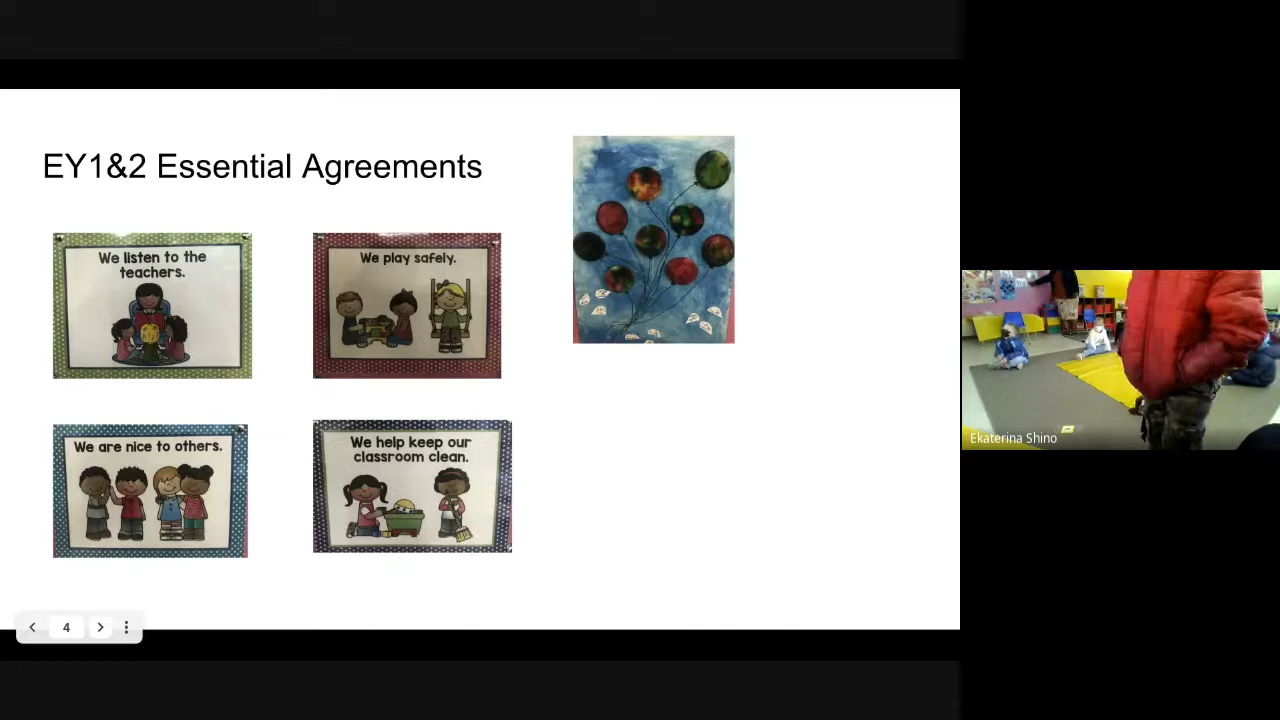 EY1&2 Essential Agreements
We listen to the
teachers.
We play safely.
We are nice to others.
We help keep our
classroom clean.
4
Ekaterina Shino